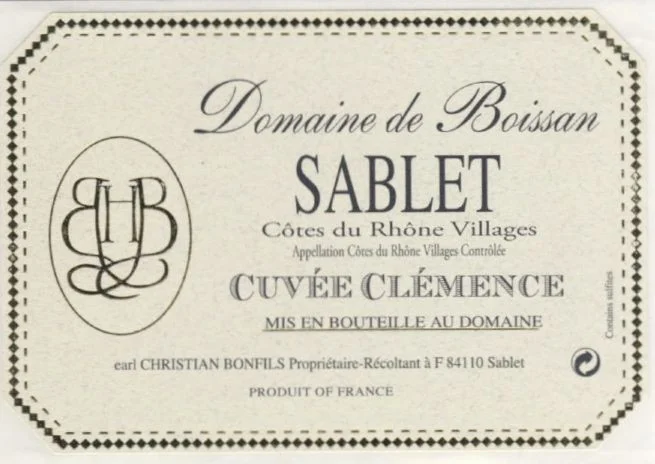 Domaine de Boissan
SABLET
Côtes du Rhône Villages
Appellation Côtes du Rhône Villages Contrôlée
CUVÉE CLÉMENCE
MIS EN BOUTEILLE AU DOMAINE
earl CHRISTIAN BONFILS Propriétaire-Récoltant à F 84110 Sablet
PRODUIT OF FRANCE
Contains sulfites